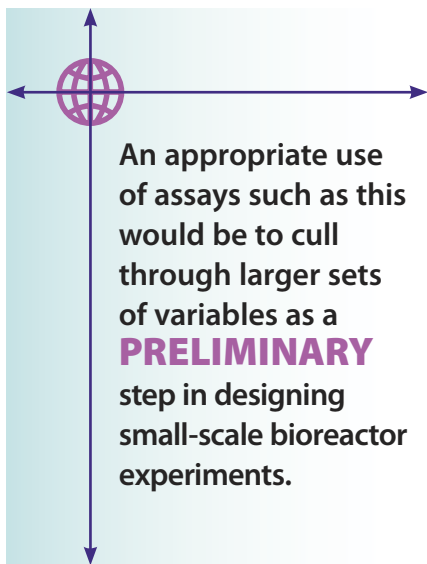 An appropriate use
of assays such as this
would be to cull
through larger sets
of variables as a
PRELIMINARY
step in designing
small-scale bioreactor
experiments.